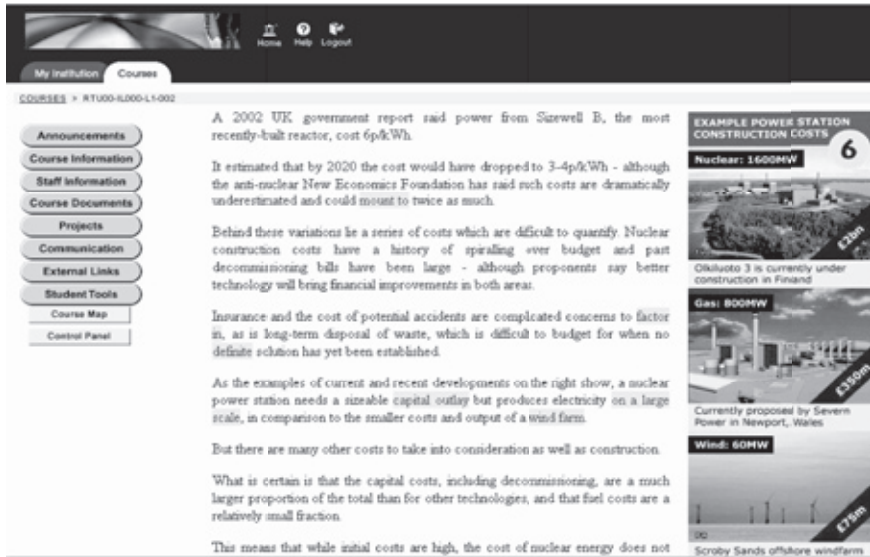 Home Help Logout
My Institution Courses
COURSES > RTU00-IL000-L1-002
Announcements
Course Information
Staff Information
Course Documents
Projects
Communication
External Links
Student Tools
Course Map
Control Panel
A 2002 UK government report said power from Sizewell B, the most
recently-built reactor, cost 6p/kWh.
It estimated that by 2020 the cost would have dropped to 3-4p/kWh - although
the anti-nuclear New Economics Foundation has said such costs are dramatically
underestimated and could mount to twice as much.
Behind these variations lie a series of costs which are difficult to quantify. Nuclear
construction costs have a history of spiralling over budget and past
decommissioning bills have been large - although proponents say better
technology will bring financial improvements in both areas.
Insurance and the cost of potential accidents are complicated concerns to factor
in, as is long-term disposal of waste, which is difficult to budget for when no
definite solution has yet been established.
As the examples of current and recent developments on the right show, a nuclear
power station needs a sizeable capital outlay but produces electricity on a large
scale, in comparison to the smaller costs and output of a wind farm.
But there are many other costs to take into consideration as well as construction.
What is certain is that the capital costs, including decommissioning, are a much
larger proportion of the total than for other technologies, and that fuel costs are a
relatively small fraction.
This means that while initial costs are high, the cost of nuclear energy does not
EXAMPLE POWER STATION
CONSTRUCTION COSTS
6
Nuclear: 1600MW
£2bn
Olkiluoto 3 is currently under
construction in Finland
Gas: 800MW
£350m
Currently proposed by Severn
Power in Newport, Wales
Wind: 60MW
£75m
Scroby Sands offshore windfarm